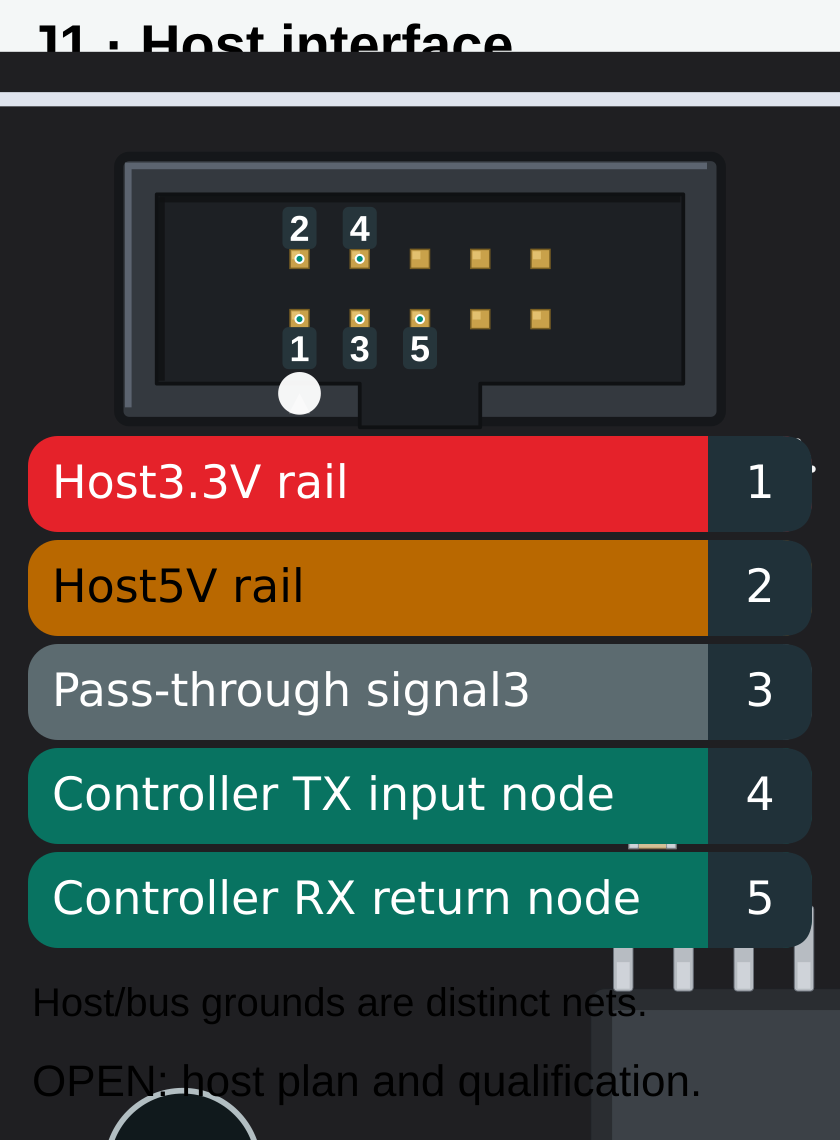 J1 · Host interface
2 4
1 3 5
Host3.3V rail 1
Host5V rail 2
Pass-through signal3 3
Controller TX input node 4
Controller RX return node 5
Host/bus grounds are distinct nets.
OPEN: host plan and qualification.